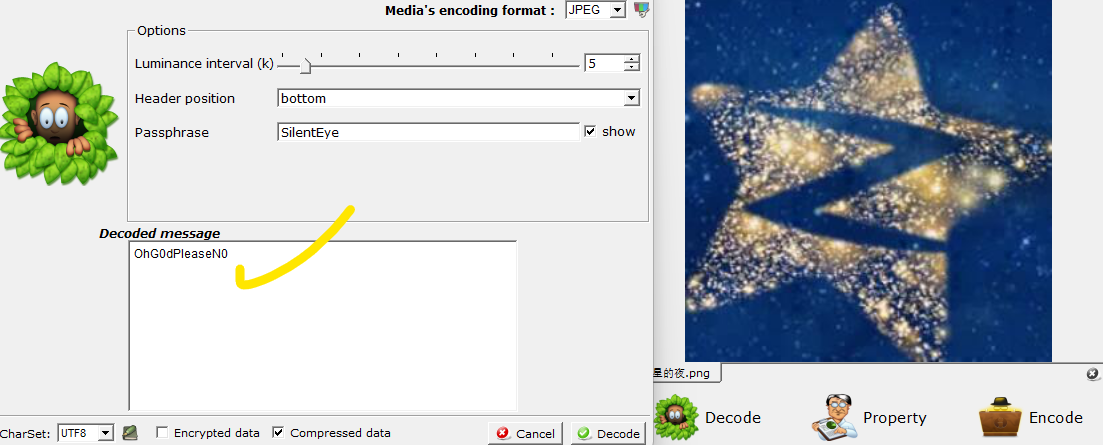 Media's encoding format : JPEG
Options
Luminance interval (k) 5
Header position bottom
Passphrase SilentEye show
Decoded message
OhG0dPleaseN0
CharSet: UTF8 Encrypted data Compressed data Cancel Decode
星的夜.png
Decode Property Encode